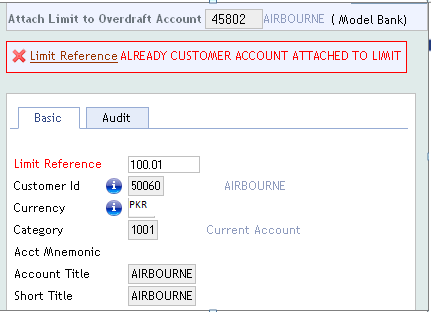 Attach Limit to Overdraft Account 45802 AIRBOURNE ( Model Bank)
Limit Reference ALREADY CUSTOMER ACCOUNT ATTACHED TO LIMIT
Basic Audit
Limit Reference 100.01
Customer Id 50060 AIRBOURNE
Currency PKR
Category 1001 Current Account
Acct Mnemonic
Account Title AIRBOURNE
Short Title AIRBOURNE